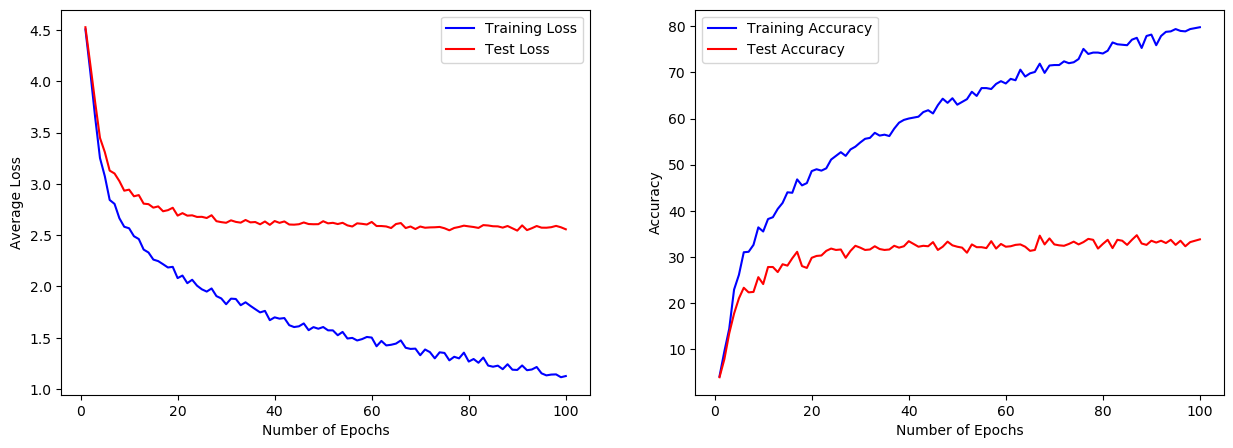 4.5
4.0
3.5
3.0
2.5
2.0
1.5
1.0
Average Loss
0 20 40 60 80 100
Number of Epochs
Training Loss
Test Loss
80
70
60
50
40
30
20
10
Accuracy
0 20 40 60 80 100
Number of Epochs
Training Accuracy
Test Accuracy